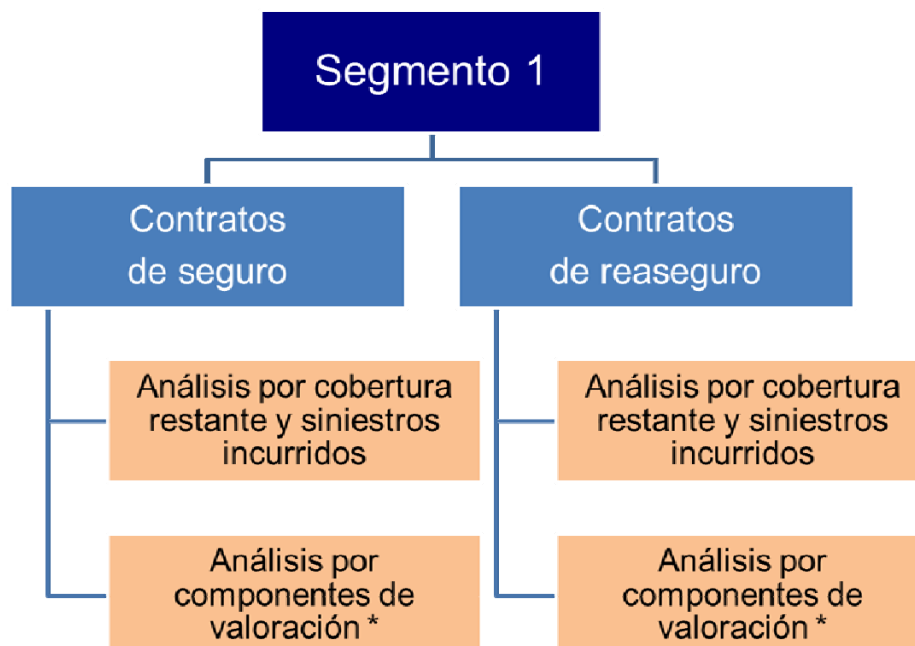 Segmento 1
Contratos
de seguro
Contratos
de reaseguro
Análisis por cobertura
restante y siniestros
incurridos
Análisis por cobertura
restante y siniestros
incurridos
Análisis por
componentes de
valoración *
Análisis por
componentes de
valoración *